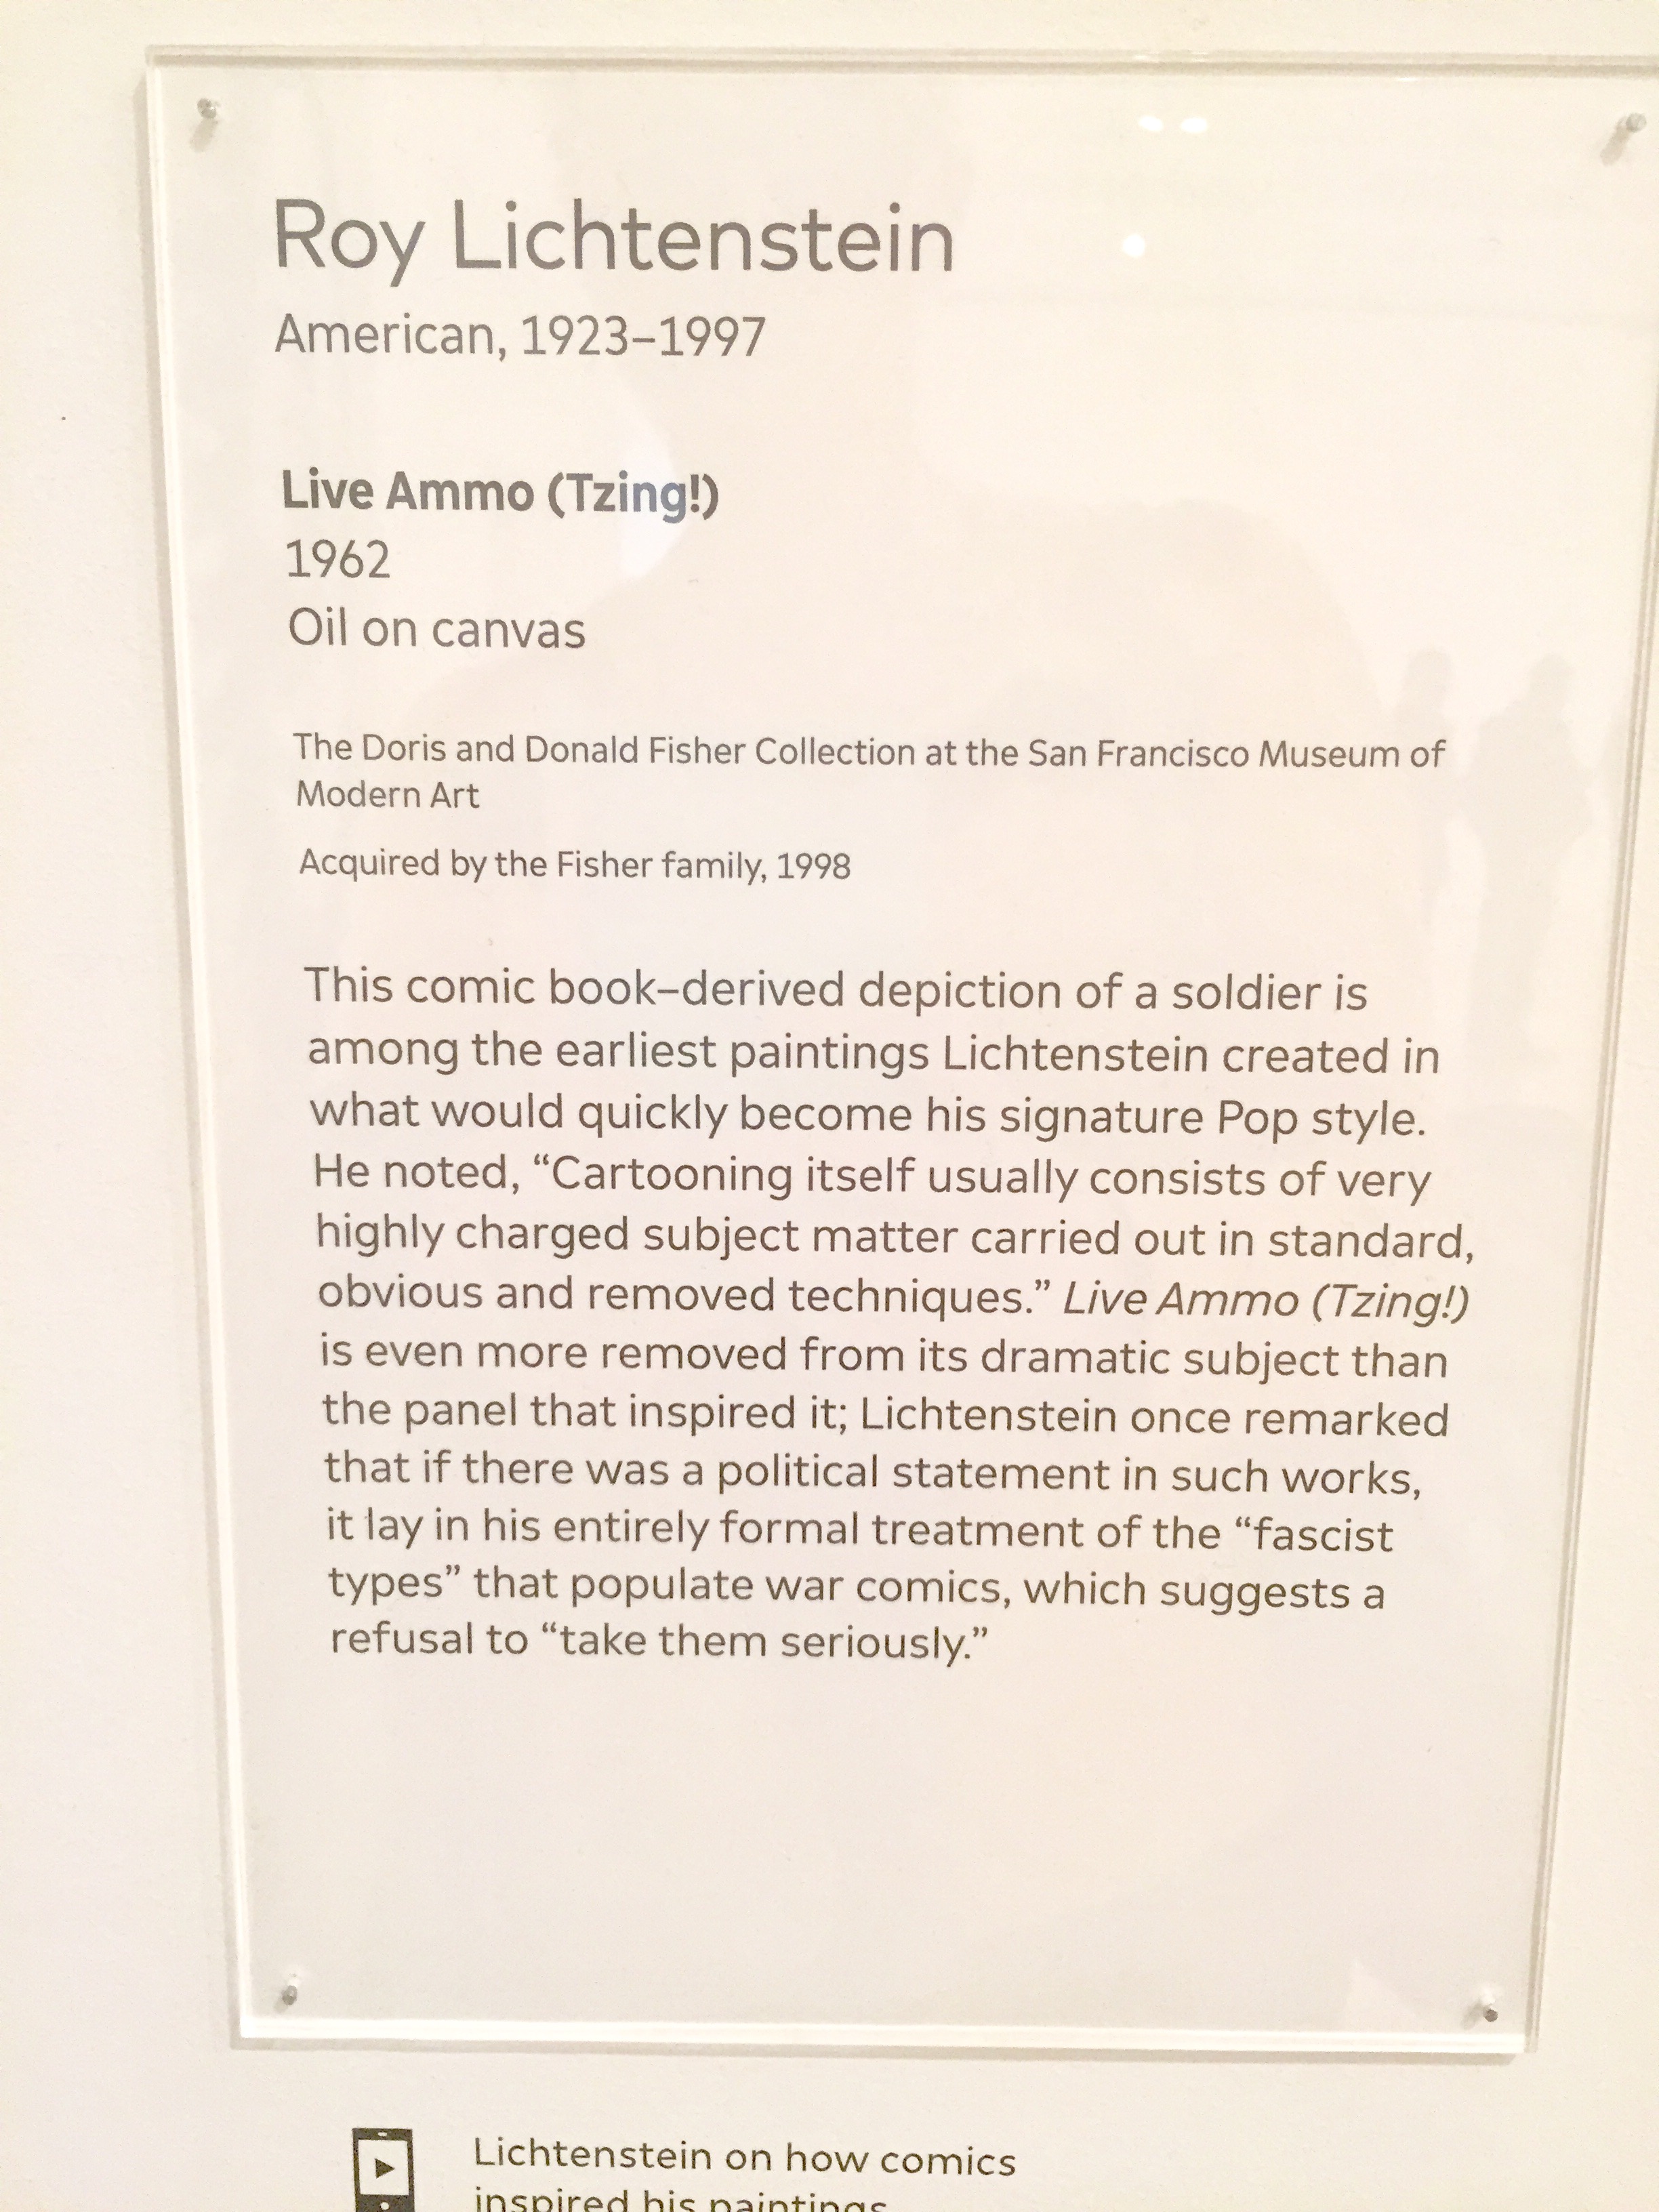 Roy Lichtenstein
American, 1923–1997
Live Ammo (Tzing!)
1962
Oil on canvas
The Doris and Donald Fisher Collection at the San Francisco Museum of
Modern Art
Acquired by the Fisher family, 1998
This comic book–derived depiction of a soldier is
among the earliest paintings Lichtenstein created in
what would quickly become his signature Pop style.
He noted, “Cartooning itself usually consists of very
highly charged subject matter carried out in standard,
obvious and removed techniques.” Live Ammo (Tzing!)
is even more removed from its dramatic subject than
the panel that inspired it; Lichtenstein once remarked
that if there was a political statement in such works,
it lay in his entirely formal treatment of the “fascist
types” that populate war comics, which suggests a
refusal to “take them seriously.”
Lichtenstein on how comics
inspired his paintings